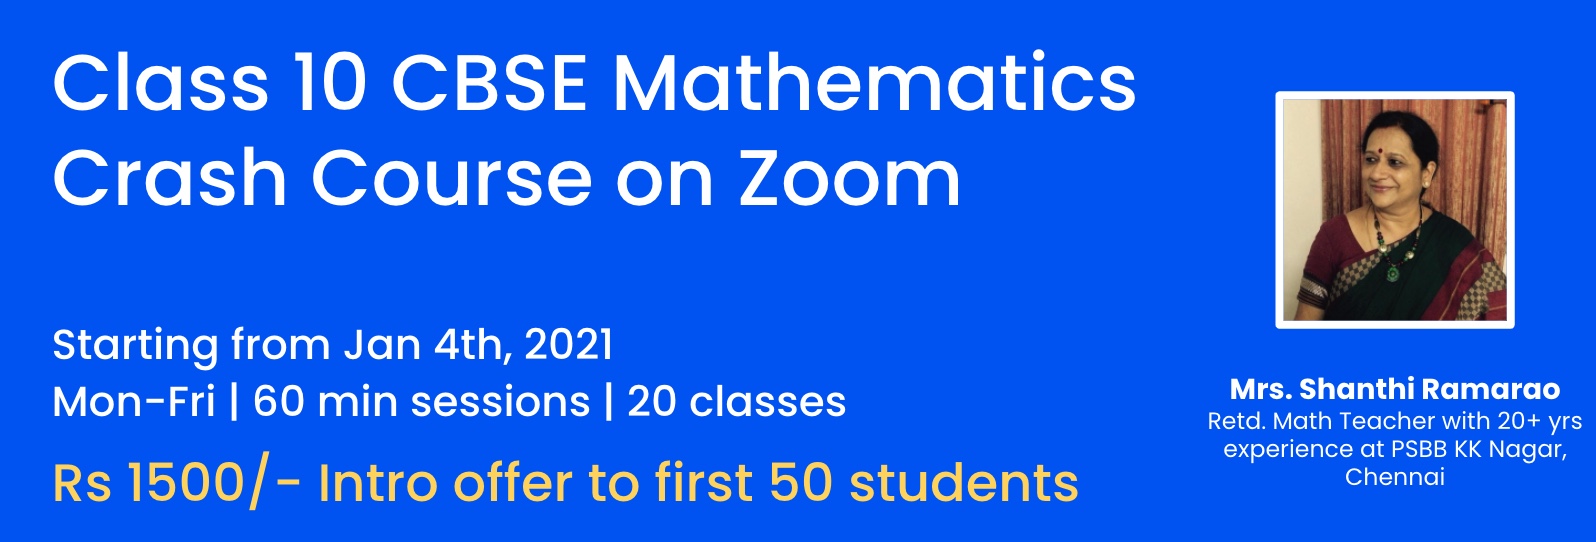 Class 10 CBSE Mathematics
Crash Course on Zoom
Starting from Jan 4th, 2021
Mon-Fri | 60 min sessions | 20 classes
Rs 1500/- Intro offer to first 50 students
Mrs. Shanthi Ramarao
Retd. Math Teacher with 20+ yrs
experience at PSBB KK Nagar,
Chennai